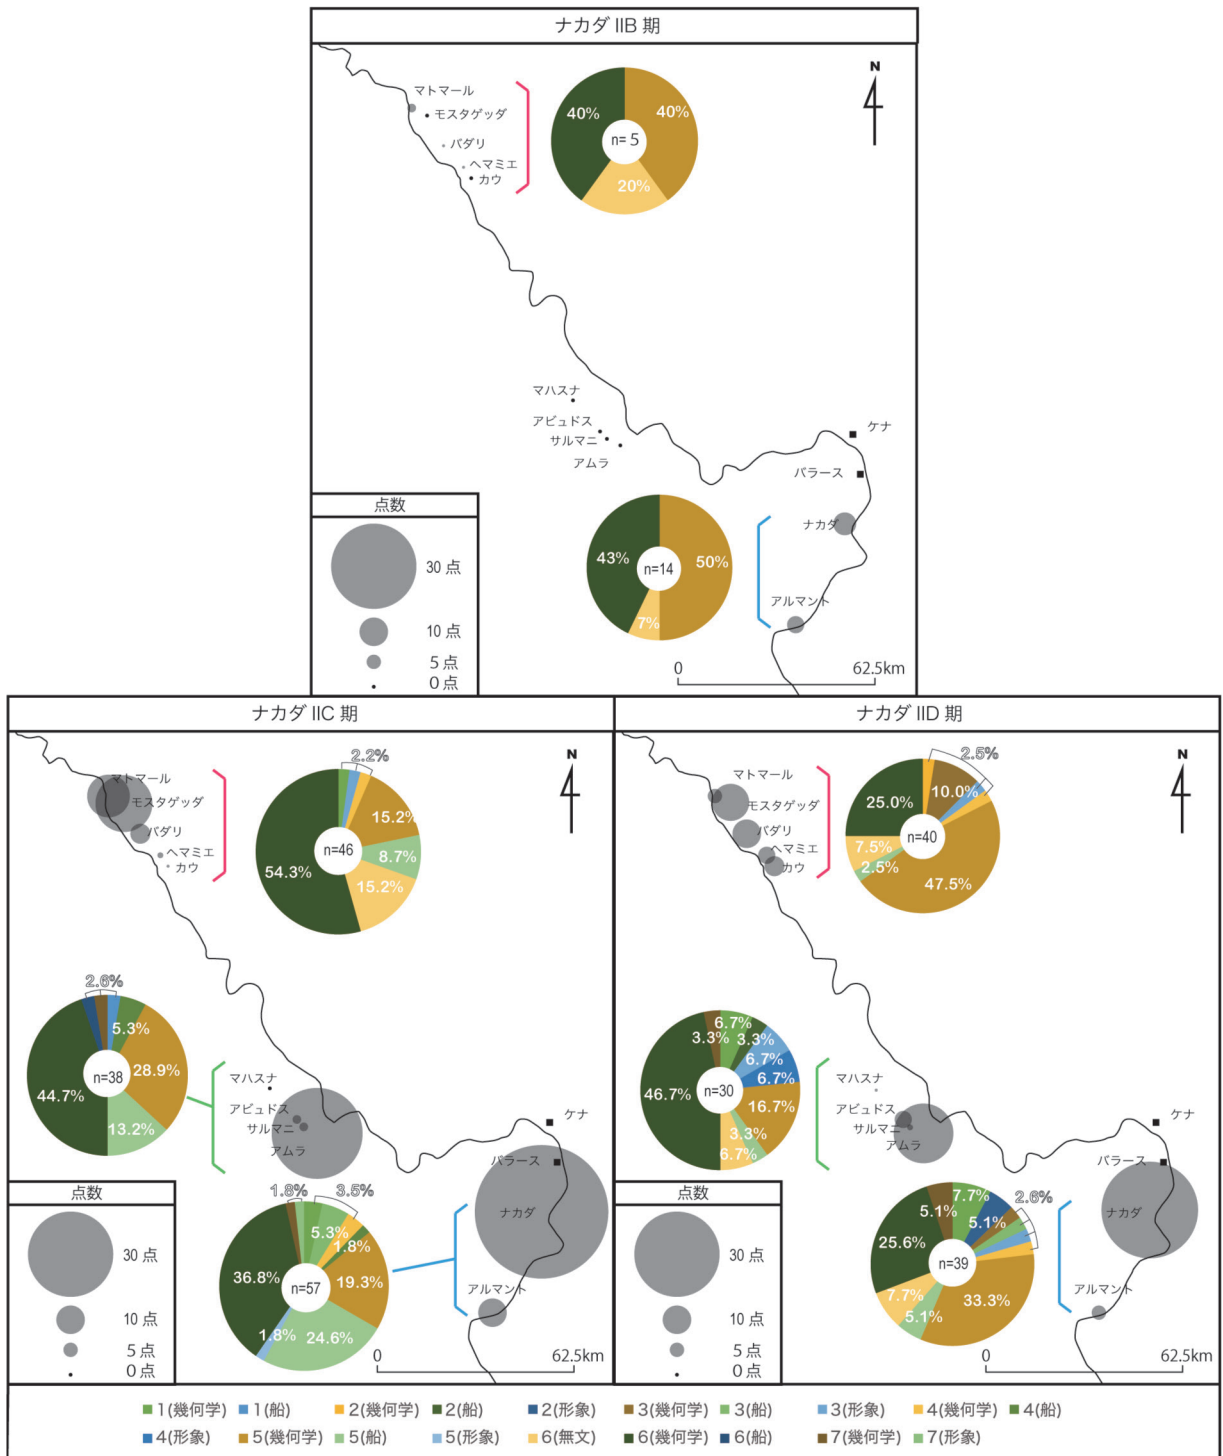 ナカダ IIB 期
マトマール
モスタゲッダ
バダリ
ヘマミエ
カウ
40%
40%
n= 5
20%
N
マハスナ
アビュドス
サルマニ
アムラ
ケナ
バラース
ナカダ
アルマント
43%
50%
n=14
7%
点数
30 点
10 点
5 点
0 点
0
62.5km
ナカダ IIC 期
マトマール
モスタゲッダ
バダリ
ヘマミエ
カウ
2.2%
15.2%
n=46
8.7%
54.3%
15.2%
N
2.6%
5.3%
28.9%
n=38
44.7%
13.2%
マハスナ
アビュドス
サルマニ
アムラ
ケナ
バラース
ナカダ
アルマント
1.8%
3.5%
5.3%
1.8%
36.8%
19.3%
n=57
1.8%
24.6%
点数
30 点
10 点
5 点
0 点
0
62.5km
ナカダ IID 期
マトマール
モスタゲッダ
バダリ
ヘマミエ
カウ
2.5%
10.0%
25.0%
n=40
7.5%
2.5%
47.5%
N
6.7%
3.3%
3.3%
6.7%
6.7%
46.7%
n=30
16.7%
3.3%
6.7%
マハスナ
アビュドス
サルマニ
アムラ
ケナ
バラース
ナカダ
アルマント
7.7%
2.6%
5.1%
5.1%
25.6%
n=39
7.7%
33.3%
5.1%
点数
30 点
10 点
5 点
0 点
0
62.5km
1(幾何学) 1(船) 2(幾何学) 2(船) 2(形象) 3(幾何学) 3(船) 3(形象) 4(幾何学) 4(船)
4(形象) 5(幾何学) 5(船) 5(形象) 6(無文) 6(幾何学) 6(船) 7(幾何学) 7(形象)